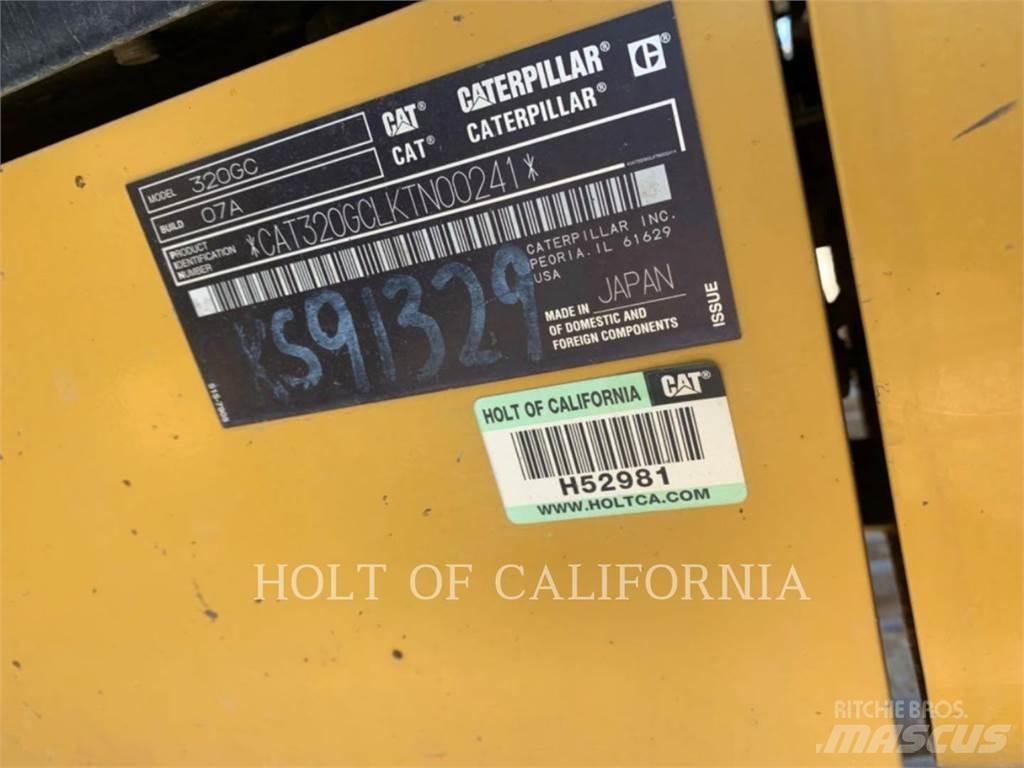 CAT® CATERPILLAR®
CAT® CATERPILLAR®
MODEL 320GC
BUILD 07A
PRODUCT IDENTIFICATION NUMBER *CAT320GCLKTN00241*
CATERPILLAR INC.
PEORIA.IL 61629
USA
MADE IN JAPAN
OF DOMESTIC AND
FOREIGN COMPONENTS
ISSUE
XS91329
HOLT OF CALIFORNIA CAT®
H52981
WWW.HOLTCA.COM
HOLT OF CALIFORNIA
RITCHIE BROS.
MASCUS